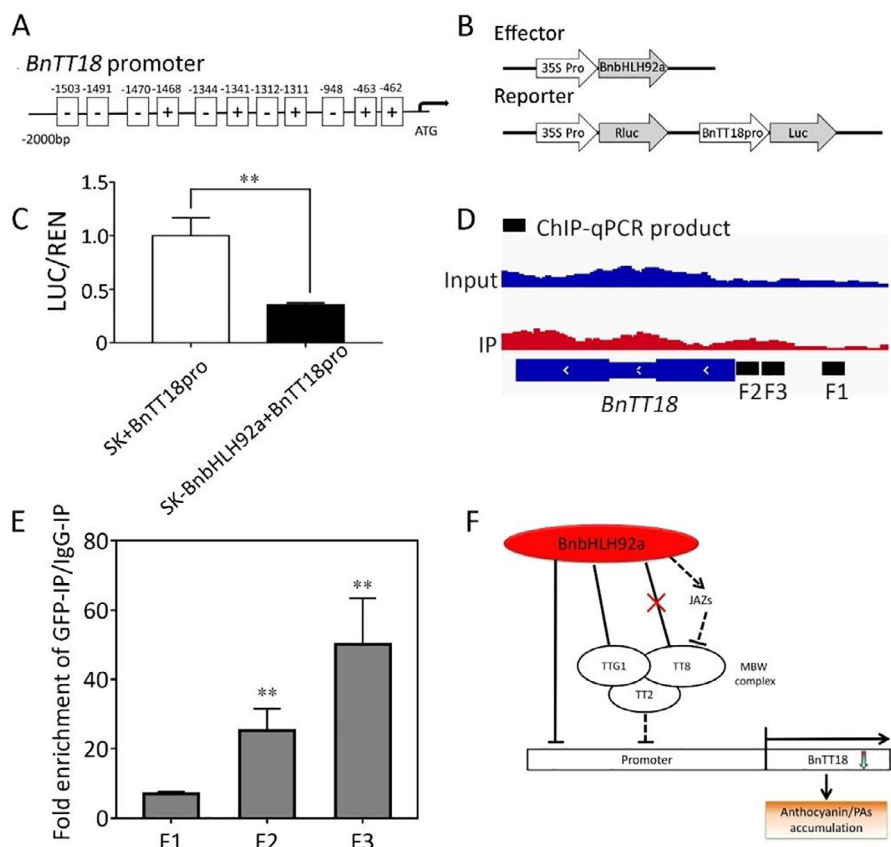 A
BnTT18 promoter
-1503 -1491 -1470 -1468 -1344 -1341 -1312 -1311 -948 -463 -462
- - - + - + - + - + +
-2000bp
ATG
B
Effector
35S Pro BnbHLH92a
Reporter
35S Pro Rluc BnTT18pro Luc
C
LUC/REN
1.5
1.0
0.5
0
**
SK+BnTT18pro
SK-BnbHLH92a+BnTT18pro
D
ChIP-qPCR product
Input
IP
BnTT18
F2 F3 F1
E
Fold enrichment of GFP-IP/IgG-IP
80
60
40
20
0
**
**
F1 F2 F3
F
BnbHLH92a
JAZs
TTG1 TT8
TT2
MBW
complex
Promoter BnTT18
Anthocyanin/PAs
accumulation